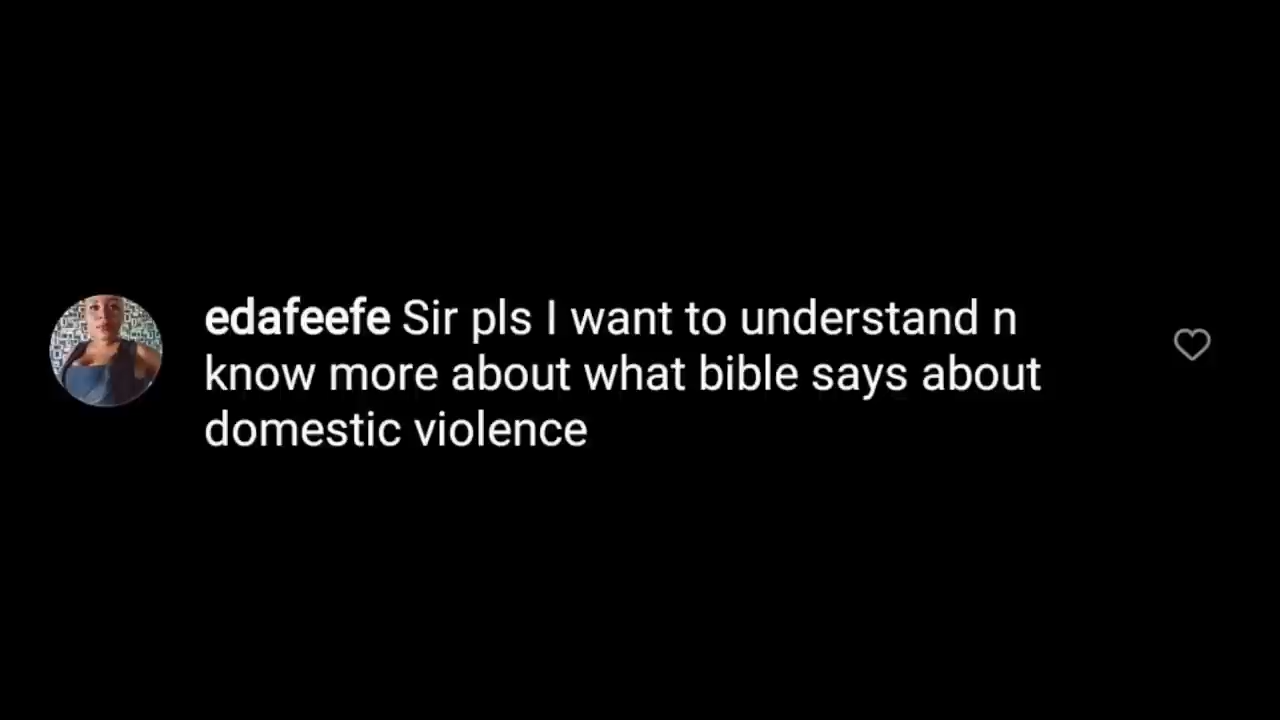 edafeefe Sir pls I want to understand n
know more about what bible says about
domestic violence